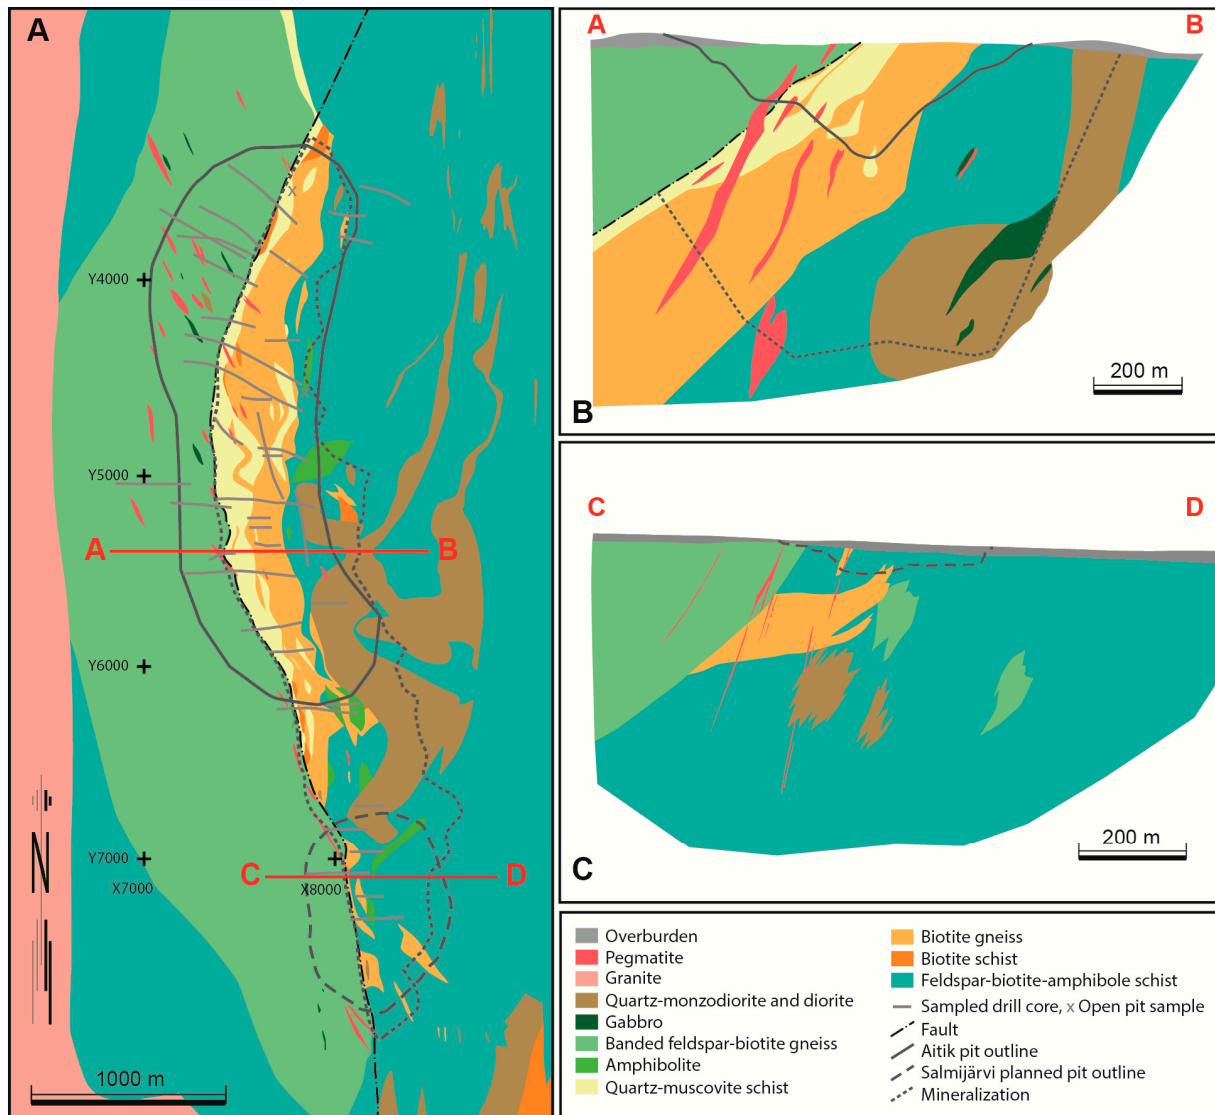 A
Y4000
Y5000
A
B
Y6000
Y7000
X7000
C
X8000
D
N
1000 m
A
B
200 m
B
C
D
200 m
C
Overburden
Pegmatite
Granite
Quartz-monzodiorite and diorite
Gabbro
Banded feldspar-biotite gneiss
Amphibolite
Quartz-muscovite schist
Biotite gneiss
Biotite schist
Feldspar-biotite-amphibole schist
Sampled drill core, x Open pit sample
Fault
Aitik pit outline
Salmijärvi planned pit outline
Mineralization